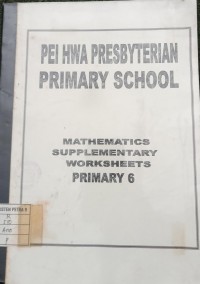 PEI HWA PRESBYTERIAN
PRIMARY SCHOOL
MATHEMATICS
SUPPLEMENTARY
WORKSHEETS
PRIMARY 6